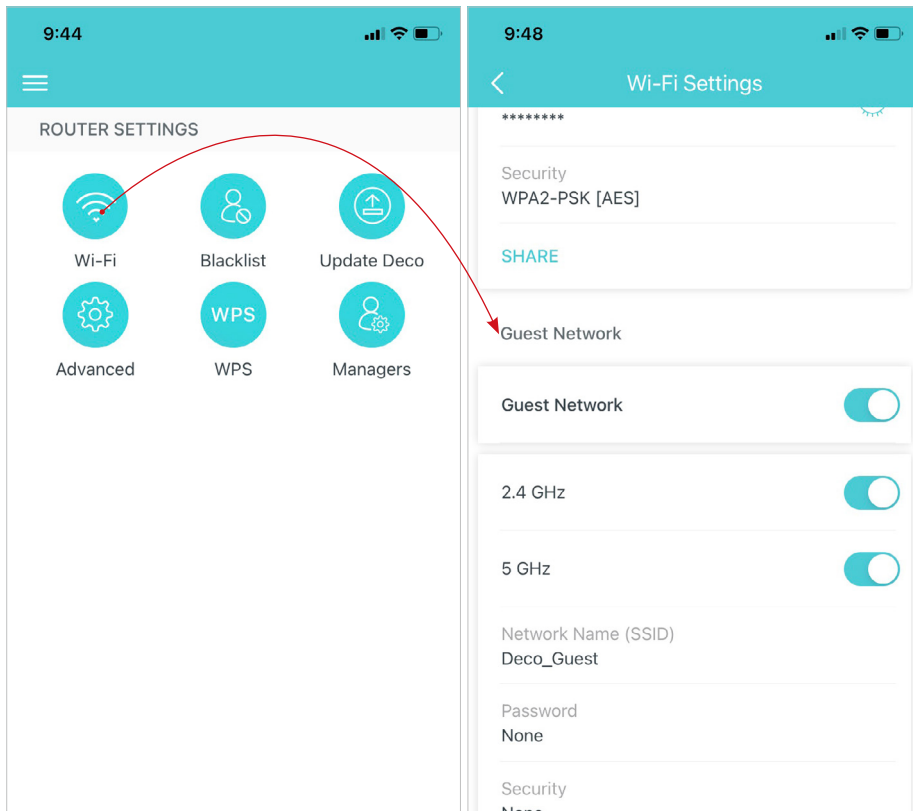 9:44
ROUTER SETTINGS
Wi-Fi
Blacklist
Update Deco
WPS
Advanced
WPS
Managers
9:48
Wi-Fi Settings
********
Security
WPA2-PSK [AES]
SHARE
Guest Network
Guest Network
2.4 GHz
5 GHz
Network Name (SSID)
Deco_Guest
Password
None
Security
None